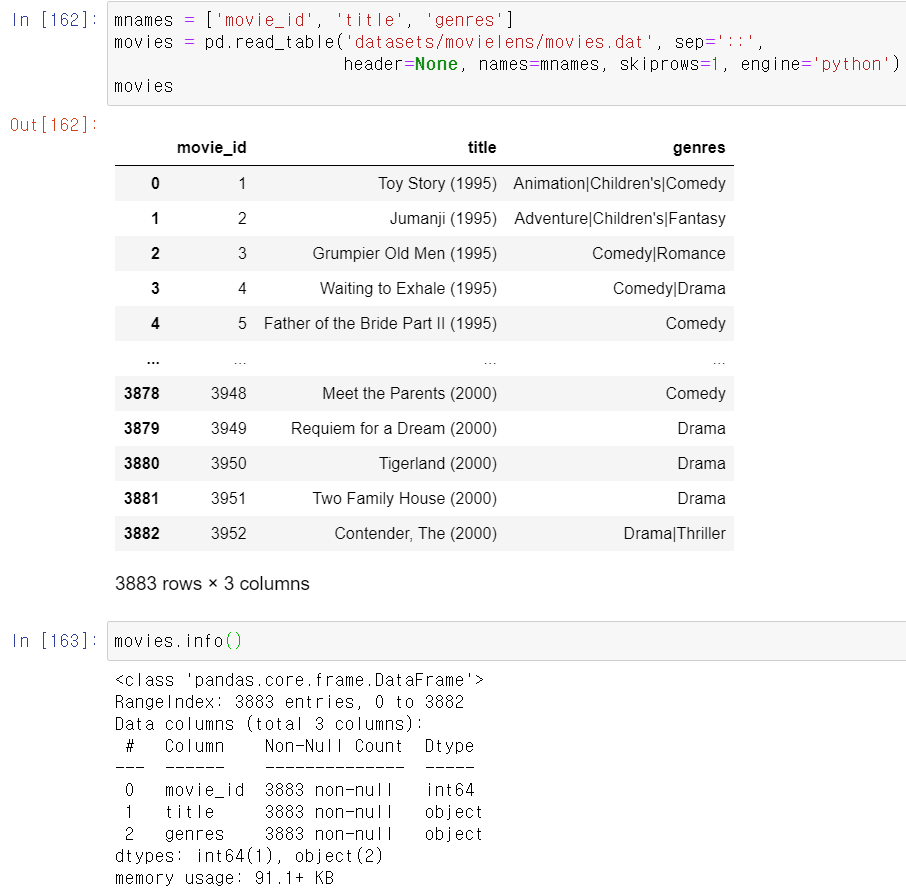 In [162]: mnames = ['movie_id', 'title', 'genres']
movies = pd.read_table('datasets/movielens/movies.dat', sep='::',
header=None, names=mnames, skiprows=1, engine='python')
movies
Out[162]:
movie_id title genres
0 1 Toy Story (1995) Animation|Children's|Comedy
1 2 Jumanji (1995) Adventure|Children's|Fantasy
2 3 Grumpier Old Men (1995) Comedy|Romance
3 4 Waiting to Exhale (1995) Comedy|Drama
4 5 Father of the Bride Part II (1995) Comedy
... ... ... ...
3878 3948 Meet the Parents (2000) Comedy
3879 3949 Requiem for a Dream (2000) Drama
3880 3950 Tigerland (2000) Drama
3881 3951 Two Family House (2000) Drama
3882 3952 Contender, The (2000) Drama|Thriller
3883 rows × 3 columns
In [163]: movies.info()
<class 'pandas.core.frame.DataFrame'>
RangeIndex: 3883 entries, 0 to 3882
Data columns (total 3 columns):
# Column Non-Null Count Dtype
--- ------ -------------- -----
0 movie_id 3883 non-null int64
1 title 3883 non-null object
2 genres 3883 non-null object
dtypes: int64(1), object(2)
memory usage: 91.1+ KB